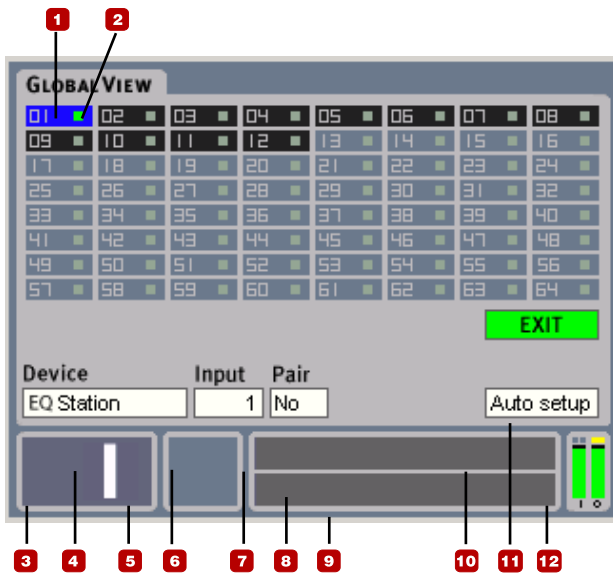 1 2
GLOBAL VIEW
01 02 03 04 05 06 07 08
09 10 11 12 13 14 15 16
17 18 19 20 21 22 23 24
25 26 27 28 29 30 31 32
33 34 35 36 37 38 39 40
41 42 43 44 45 46 47 48
49 50 51 52 53 54 55 56
57 58 59 60 61 62 63 64
EXIT
Device Input Pair
EQ Station 1 No Auto setup
I O
3 4 5 6 7 8 9 10 11 12